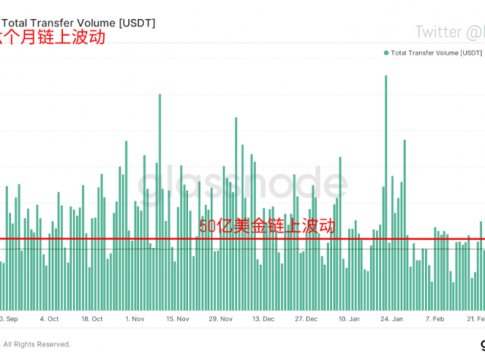 Total Transfer Volume [USDT]
个月链上波动
Twitter @
Total Transfer Volume [USDT]
glassnode
50亿美金链上波动
0. Sep 4. Oct 18. Oct 1. Nov 15. Nov 29. Nov 13. Dec 27. Dec 10. Jan 24. Jan 7. Feb 21. Fe
. All Rights Reserved.